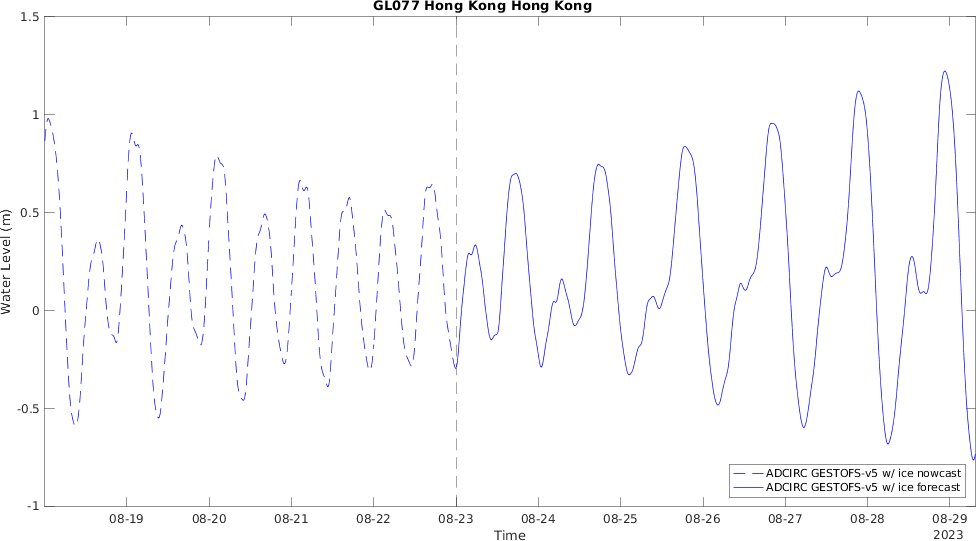 GL077 Hong Kong Hong Kong
1.5
1
0.5
0
-0.5
-1
Water Level (m)
ADCIRC GESTOFS-v5 w/ ice nowcast
ADCIRC GESTOFS-v5 w/ ice forecast
08-19 08-20 08-21 08-22 08-23 08-24 08-25 08-26 08-27 08-28 08-29
2023
Time